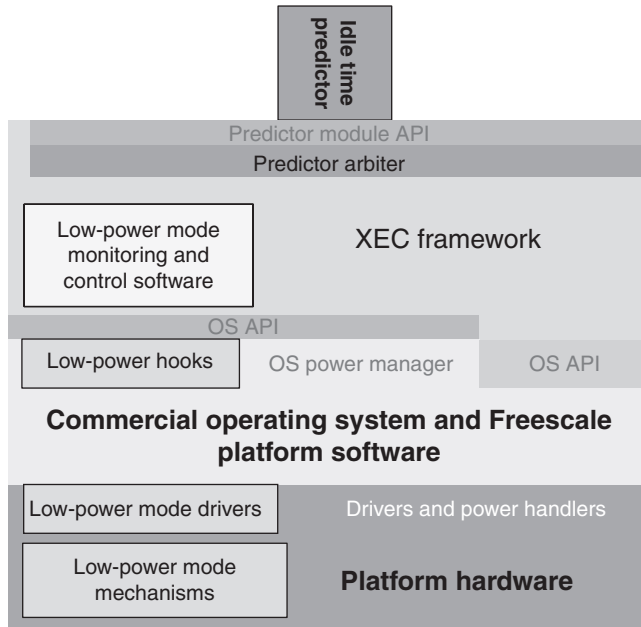 Idle time
predictor
Predictor module API
Predictor arbiter
Low-power mode
monitoring and
control software
XEC framework
OS API
Low-power hooks
OS power manager
OS API
Commercial operating system and Freescale
platform software
Low-power mode drivers
Drivers and power handlers
Low-power mode
mechanisms
Platform hardware